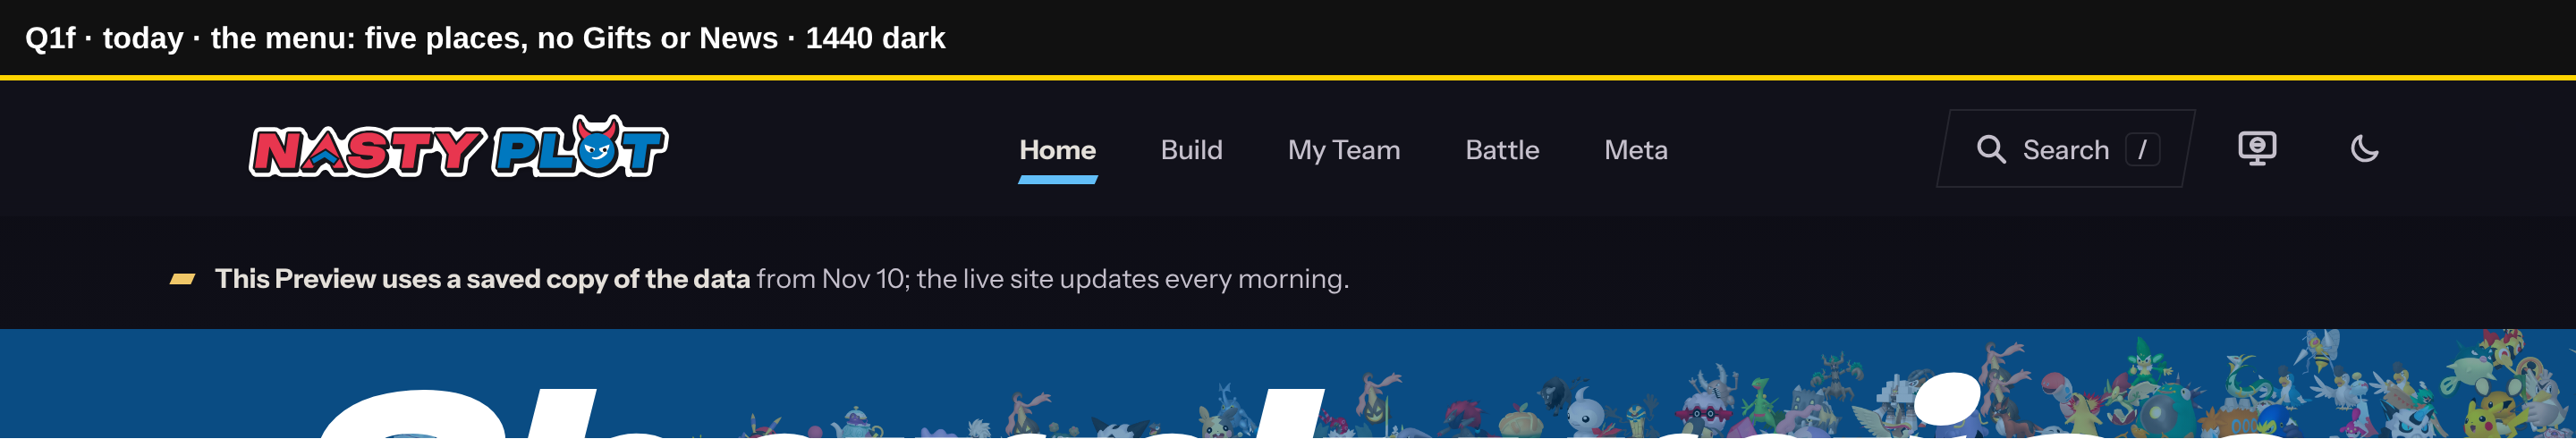 Q1f · today · the menu: five places, no Gifts or News · 1440 dark
NASTY PLOT
Home Build My Team Battle Meta Search /
This Preview uses a saved copy of the data from Nov 10; the live site updates every morning.